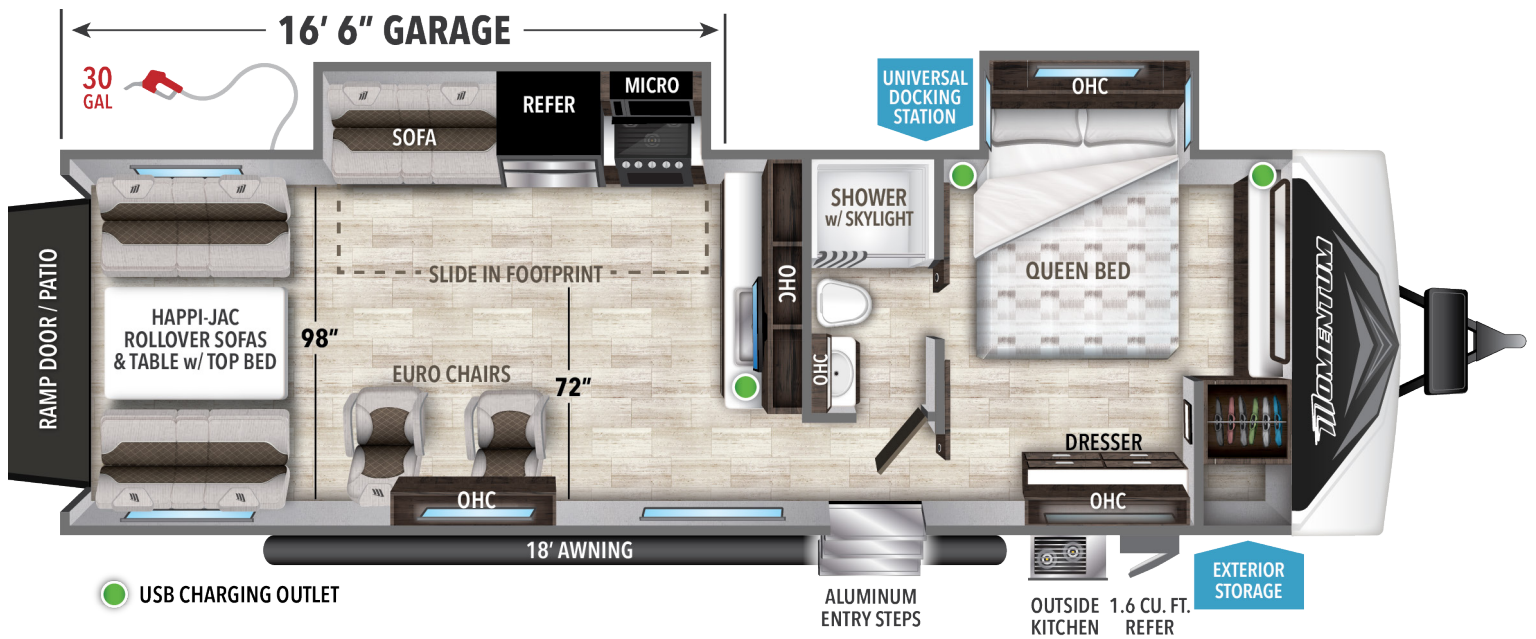 16' 6" GARAGE
30
GAL
UNIVERSAL
DOCKING
STATION
OHC
SOFA
REFER
MICRO
SHOWER
w/ SKYLIGHT
QUEEN BED
SLIDE IN FOOTPRINT
OHC
RAMP DOOR / PATIO
HAPPI-JAC
ROLLOVER SOFAS
& TABLE w/ TOP BED
98"
EURO CHAIRS
72"
OHC
MOMENTUM
DRESSER
OHC
OHC
18' AWNING
USB CHARGING OUTLET
ALUMINUM
ENTRY STEPS
OUTSIDE
KITCHEN
1.6 CU. FT.
REFER
EXTERIOR
STORAGE